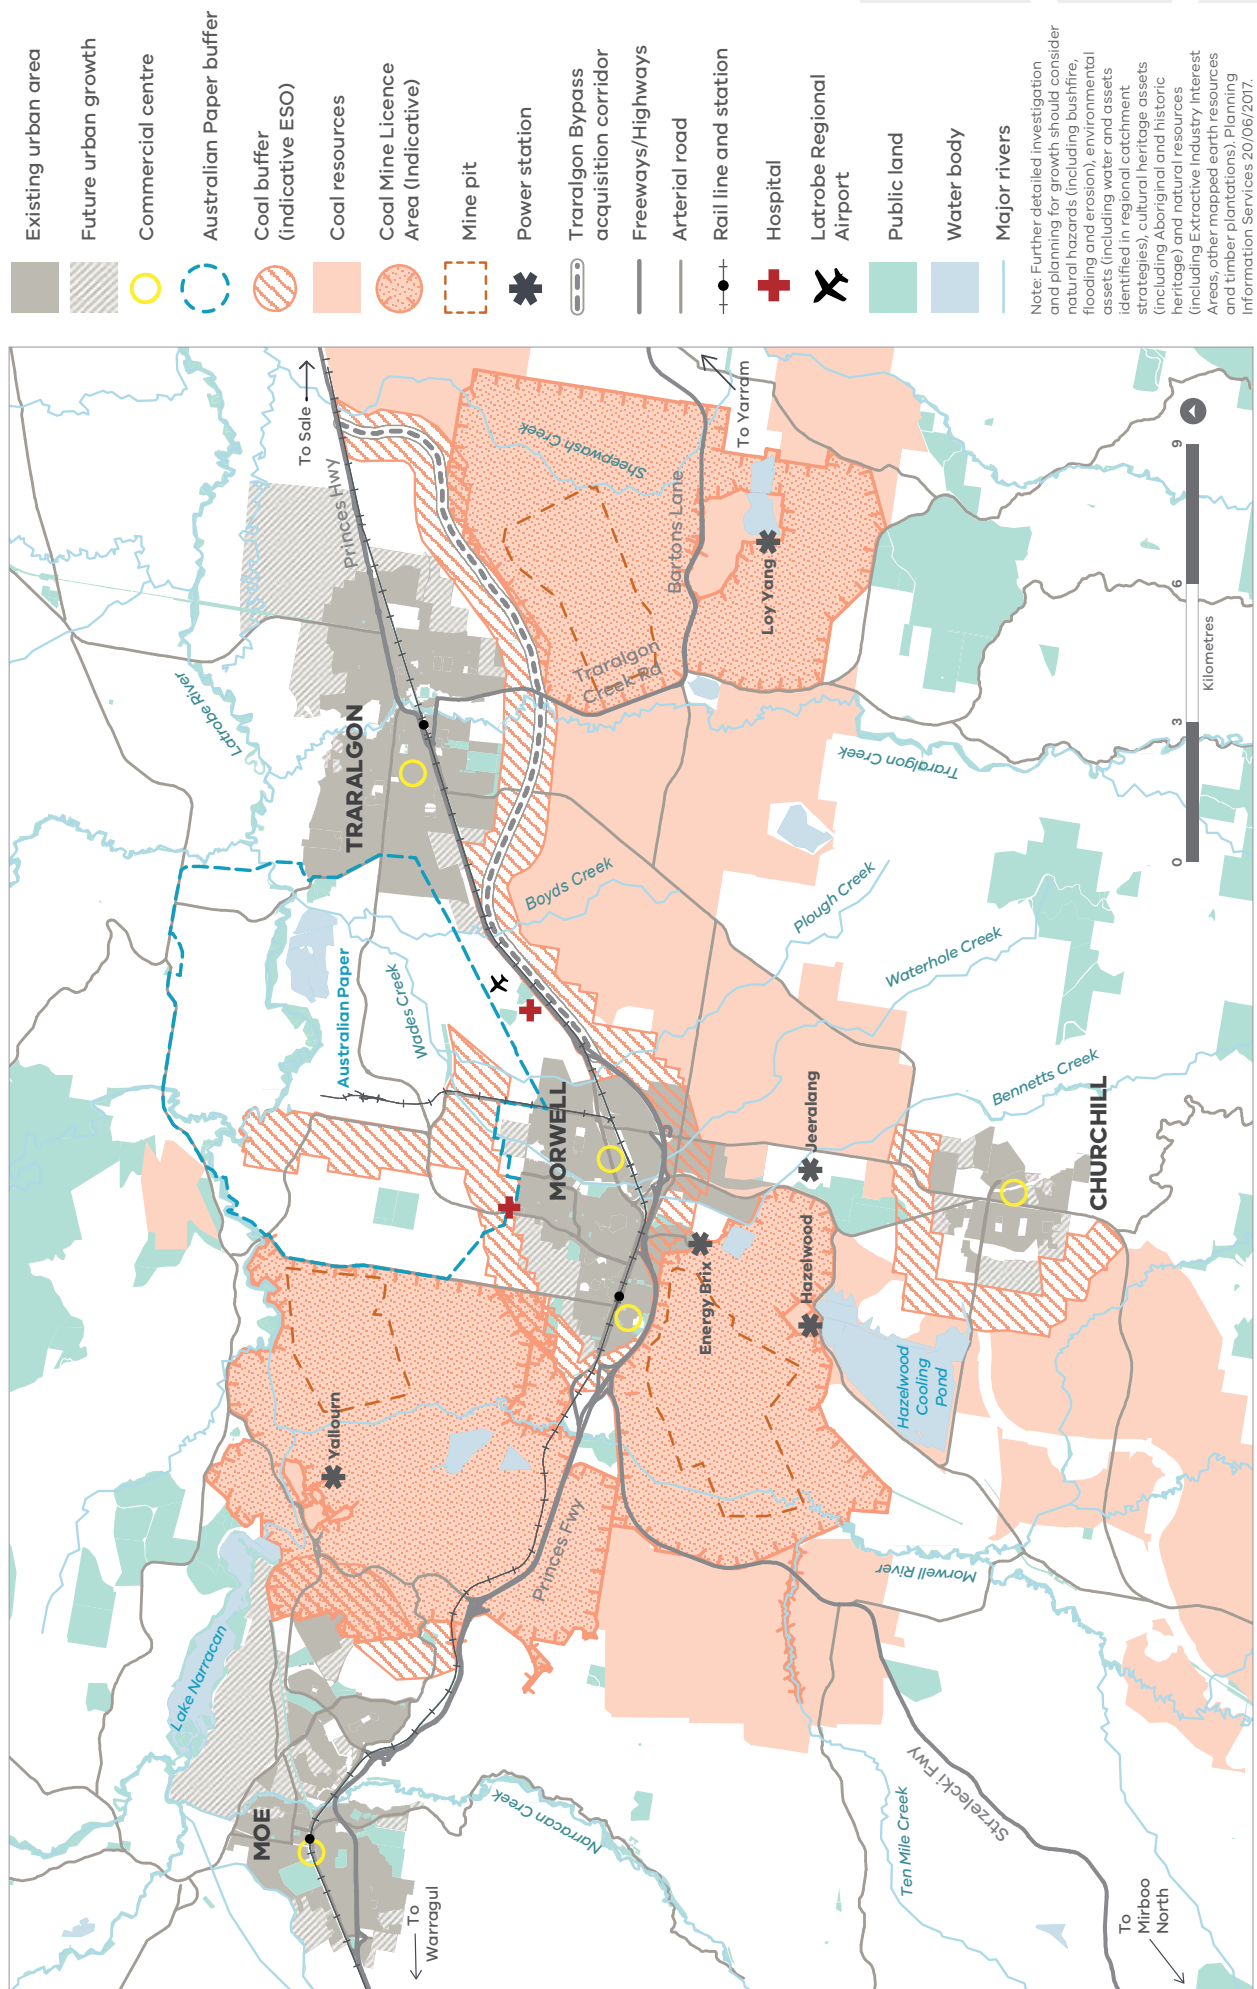 Existing urban area
Future urban growth
Commercial centre
Australian Paper buffer
Coal buffer
(indicative ESO)
Coal resources
Coal Mine Licence
Area (Indicative)
Mine pit
Power station
Traralgon Bypass
acquisition corridor
Freeways/Highways
Arterial road
Rail line and station
Hospital
Latrobe Regional
Airport
Public land
Water body
Major rivers
Note: Further detailed investigation
and planning for growth should consider
natural hazards (including bushfire,
flooding and erosion), environmental
assets (including water and assets
identified in regional catchment
strategies), cultural heritage assets
(including Aboriginal and historic
heritage) and natural resources
(including Extractive Industry Interest
Areas, other mapped earth resources
and timber plantations). Planning
Information Services 20/06/2017.
To Sale
Princes Hwy
Sheepwash Creek
To Yarram
Bartons Lane
Loy Yang
Traralgon
Creek Rd
Latrobe River
TRARALGON
Traralgon Creek
Boyds Creek
Plough Creek
Waterhole Creek
Bennetts Creek
Australian Paper
Wades Creek
MORWELL
Jeeralang
CHURCHILL
Energy Brix
Hazelwood
Hazelwood
Cooling
Pond
Yallourn
Princes Fwy
Morwell River
Lake Narracan
MOE
Narracan Creek
Ten Mile Creek
Strzelecki Fwy
To
Warragul
To
Mirboo
North
0
3
6
9
Kilometres